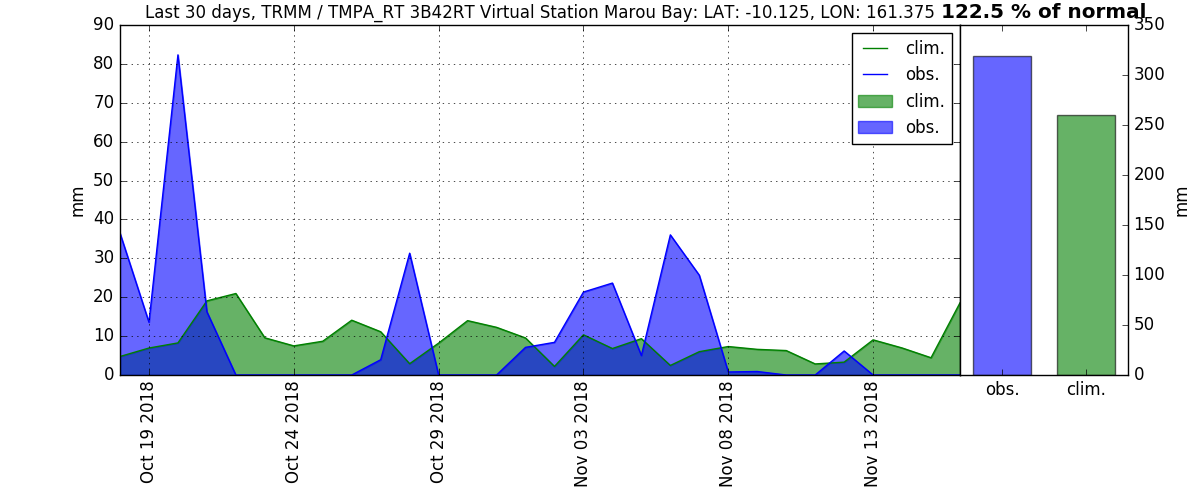 Last 30 days, TRMM / TMPA_RT 3B42RT Virtual Station Marou Bay: LAT: -10.125, LON: 161.375 122.5 % of normal
90
80
70
60
50
40
30
20
10
0
mm
clim.
obs.
clim.
obs.
Oct 19 2018
Oct 24 2018
Oct 29 2018
Nov 03 2018
Nov 08 2018
Nov 13 2018
350
300
250
200
150
100
50
0
mm
obs.
clim.